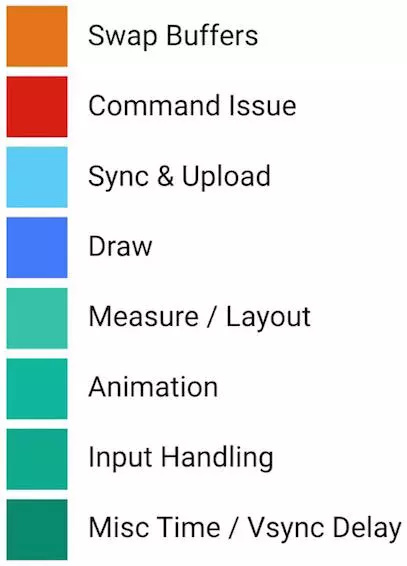 Swap Buffers
Command Issue
Sync & Upload
Draw
Measure / Layout
Animation
Input Handling
Misc Time / Vsync Delay